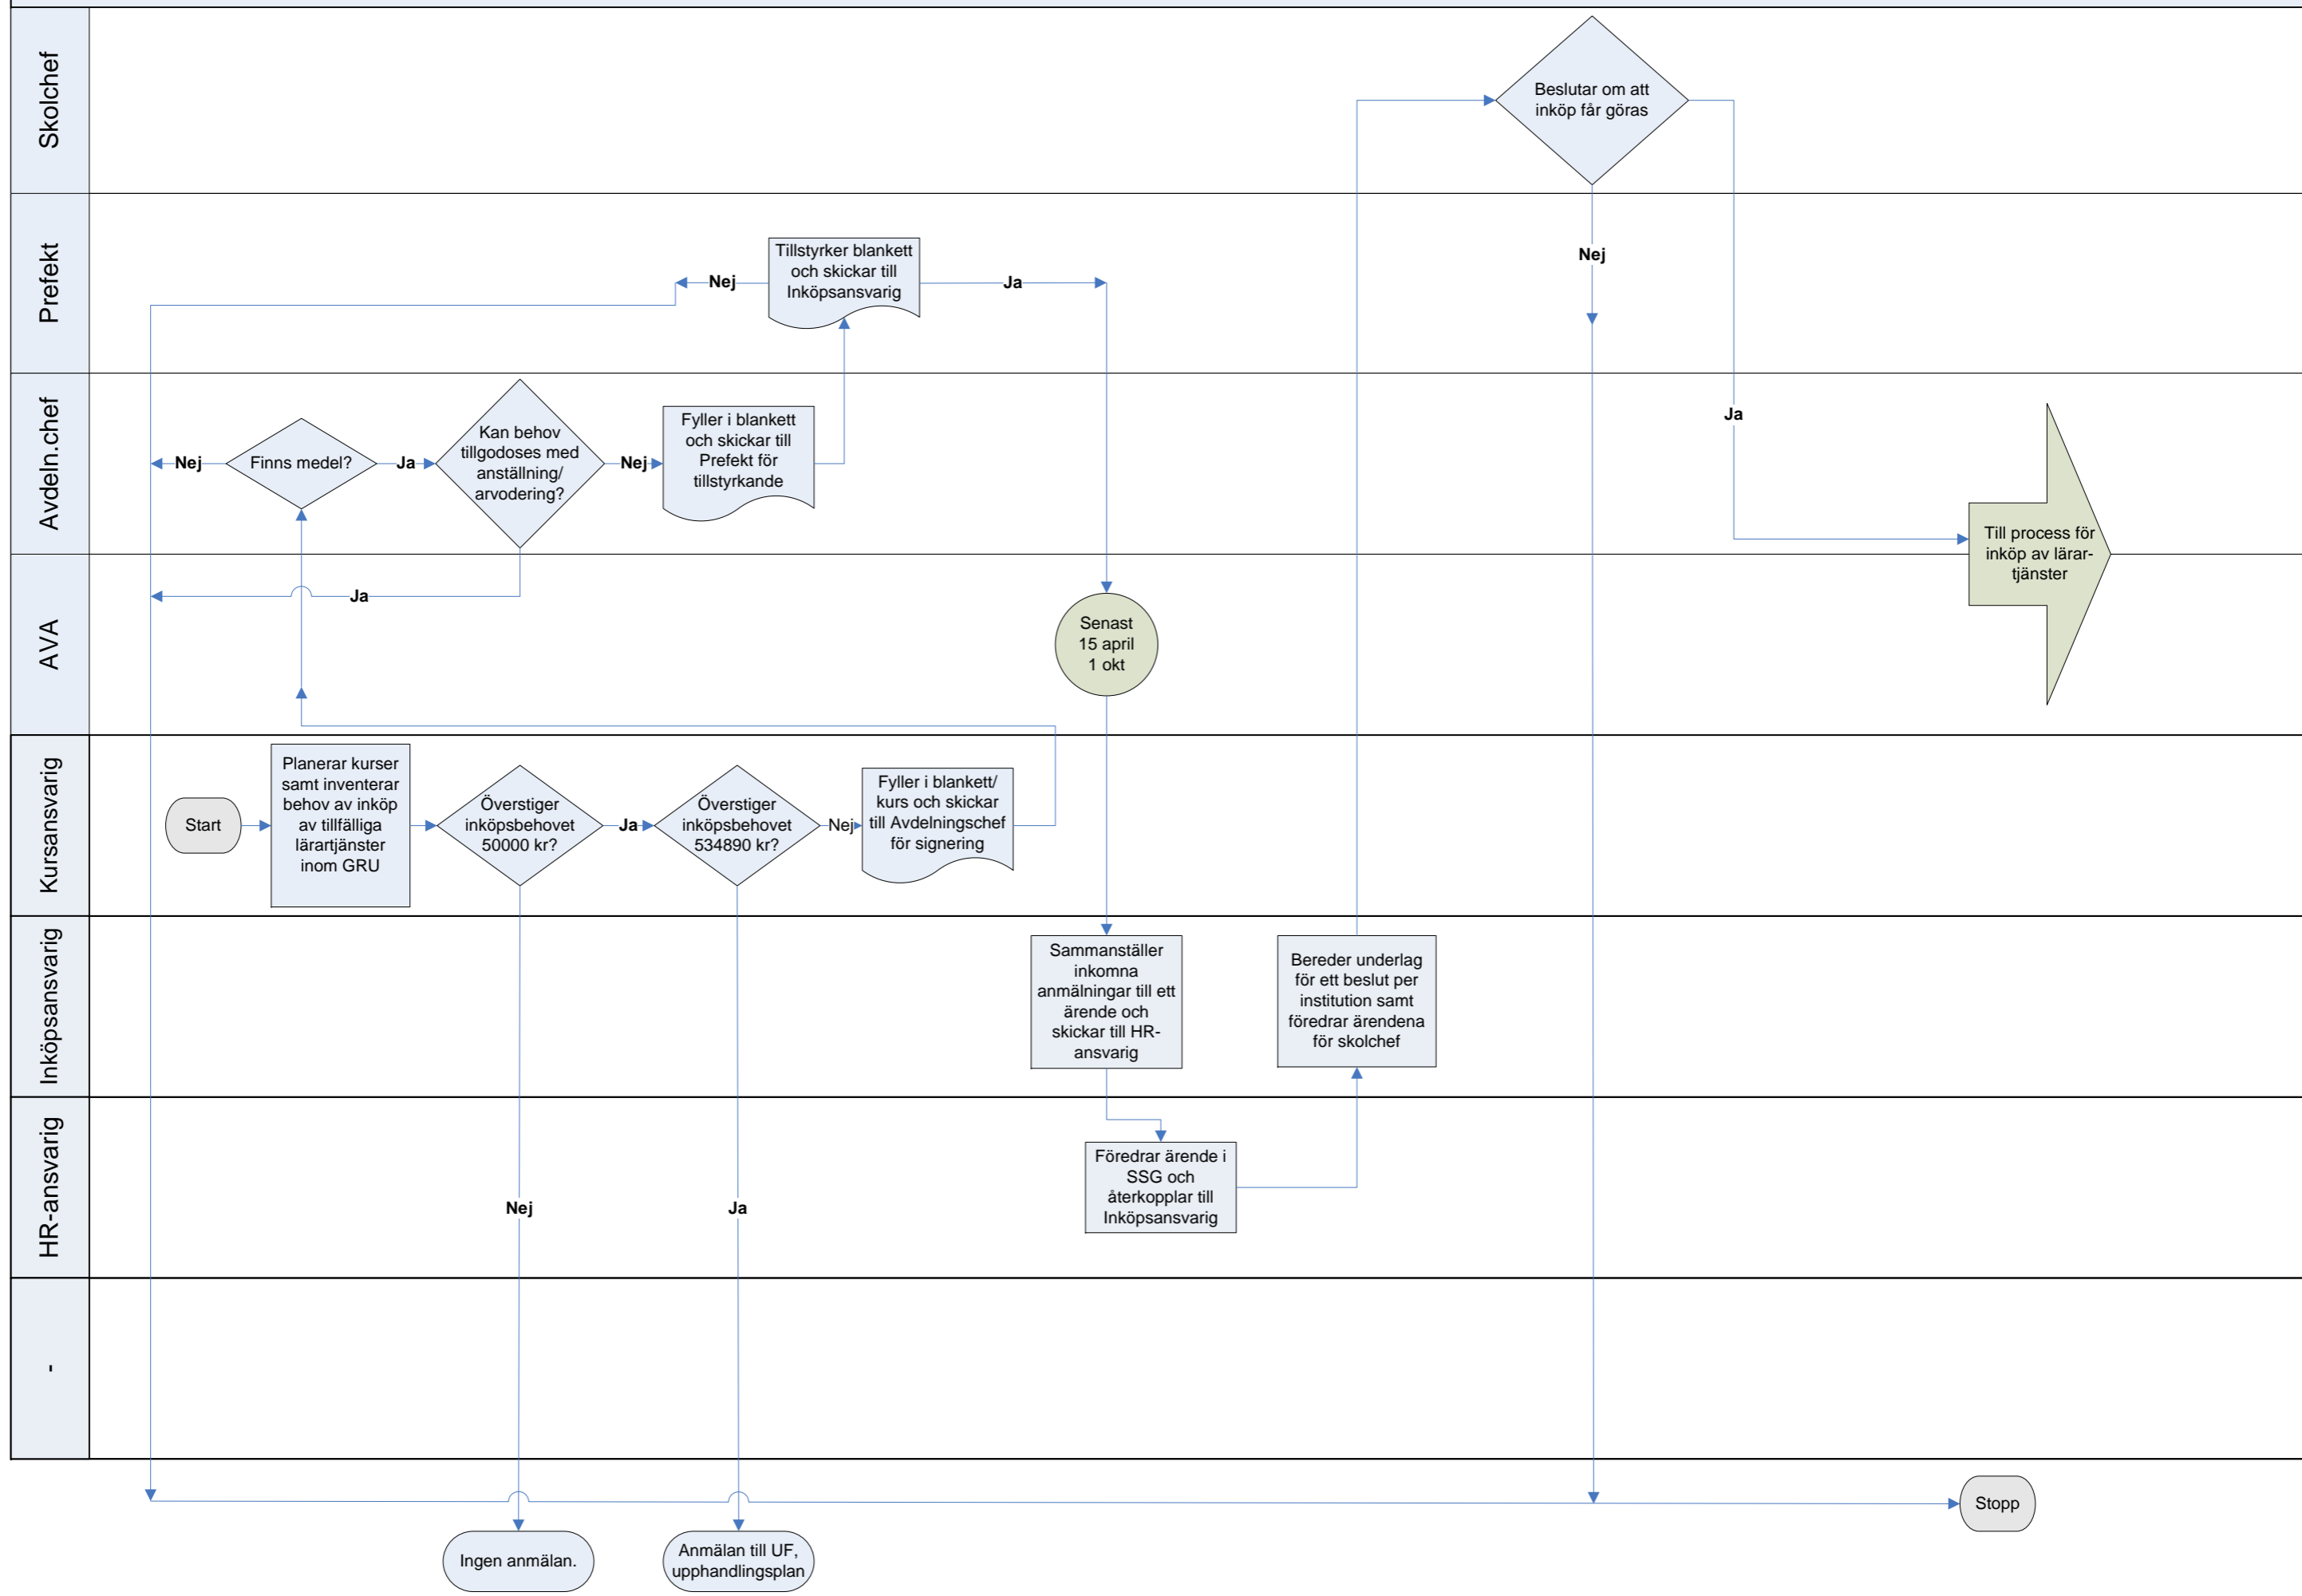 Skolchef
Beslutar om att
inköp får göras
Nej
Ja
Prefekt
Nej
Tillstyrker blankett
och skickar till
Inköpsansvarig
Ja
Avdeln.chef
Nej
Finns medel?
Ja
Kan behov
tillgodoses med
anställning/
arvodering?
Nej
Fyller i blankett
och skickar till
Prefekt för
tillstyrkande
Till process för
inköp av lärar-
tjänster
AVA
Ja
Senast
15 april
1 okt
Kursansvarig
Start
Planerar kurser
samt inventerar
behov av inköp
av tillfälliga
lärartjänster
inom GRU
Överstiger
inköpsbehovet
50000 kr?
Ja
Överstiger
inköpsbehovet
534890 kr?
Nej
Fyller i blankett/
kurs och skickar
till Avdelningschef
för signering
Inköpsansvarig
Sammanställer
inkomna
anmälningar till ett
ärende och
skickar till HR-
ansvarig
Bereder underlag
för ett beslut per
institution samt
föredrar ärendena
för skolchef
HR-ansvarig
Nej
Ja
Föredrar ärende i
SSG och
återkopplar till
Inköpsansvarig
-
Stopp
Ingen anmälan.
Anmälan till UF,
upphandlingsplan